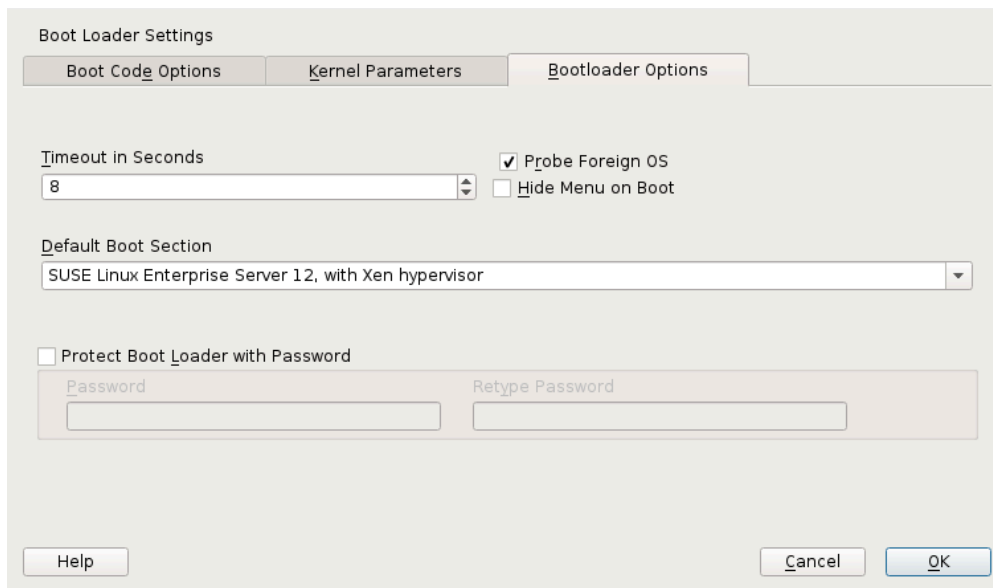 Boot Loader Settings
Boot Code Options
Kernel Parameters
Bootloader Options
Timeout in Seconds
Probe Foreign OS
8
Hide Menu on Boot
Default Boot Section
SUSE Linux Enterprise Server 12, with Xen hypervisor
Protect Boot Loader with Password
Password
Retype Password
Help
Cancel
OK